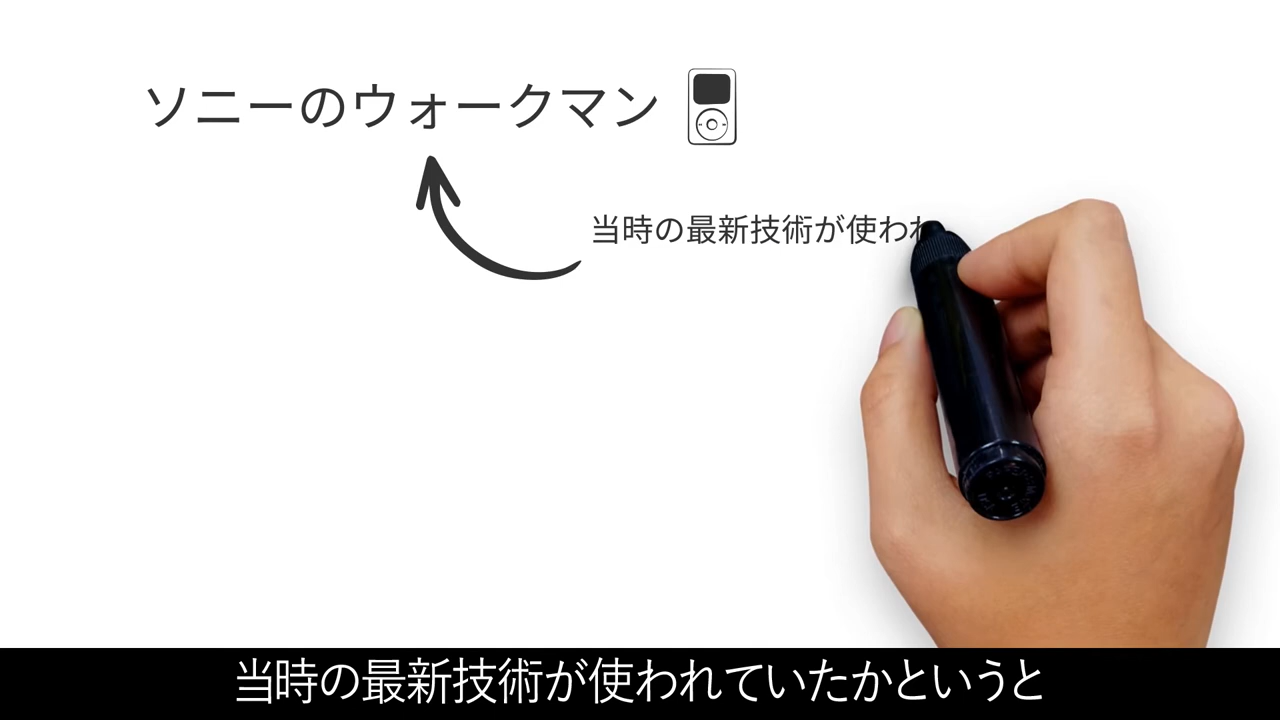 ソニーのウォークマン
当時の最新技術が使われ
当時の最新技術が使われていたかというと